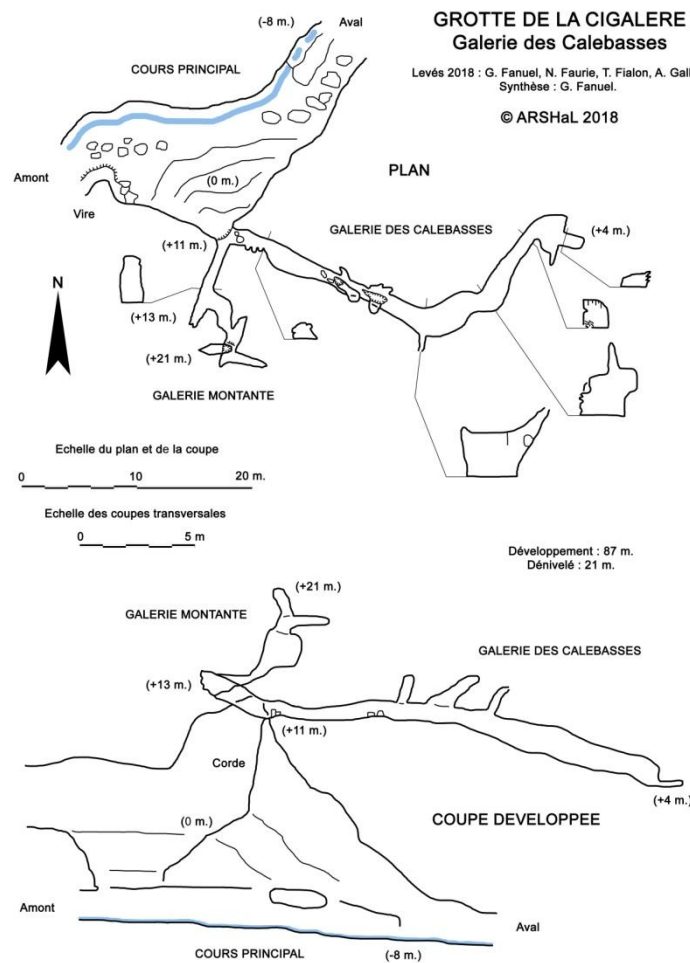 GROTTE DE LA CIGALERE
Galerie des Calebasses
Levés 2018 : G. Fanuel, N. Faurie, T. Fialon, A. Gall
Synthèse : G. Fanuel.
© ARSHaL 2018
(-8 m.)
Aval
COURS PRINCIPAL
PLAN
Amont
(0 m.)
Vire
GALERIE DES CALEBASSES
(+4 m.)
(+11 m.)
N
(+13 m.)
(+21 m.)
GALERIE MONTANTE
Echelle du plan et de la coupe
0 10 20 m.
Echelle des coupes transversales
0 5 m
Développement : 87 m.
Dénivelé : 21 m.
(+21 m.)
GALERIE MONTANTE
GALERIE DES CALEBASSES
(+13 m.)
(+11 m.)
Corde
(+4 m.)
(0 m.)
COUPE DEVELOPPEE
Amont
Aval
COURS PRINCIPAL
(-8 m.)